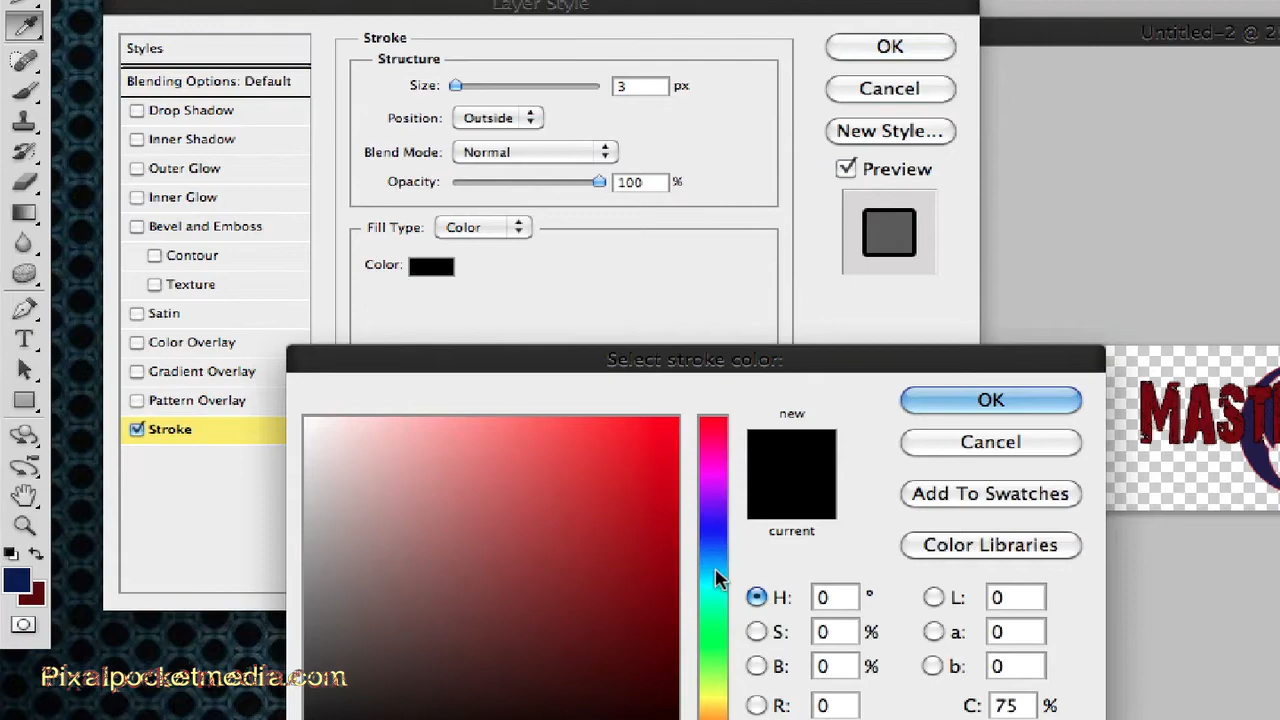 Layer Style
Untitled-2 @ 2
Styles
Blending Options: Default
Drop Shadow
Inner Shadow
Outer Glow
Inner Glow
Bevel and Emboss
Contour
Texture
Satin
Color Overlay
Gradient Overlay
Pattern Overlay
Stroke
Stroke
Structure
Size: 3 px
Position: Outside
Blend Mode: Normal
Opacity: 100 %
Fill Type: Color
Color:
OK
Cancel
New Style...
Preview
Select stroke color:
new
current
OK
Cancel
Add To Swatches
Color Libraries
H: 0 °
S: 0 %
B: 0 %
R: 0
L: 0
a: 0
b: 0
C: 75 %
T
MAST
Pixalpocketmedia.com